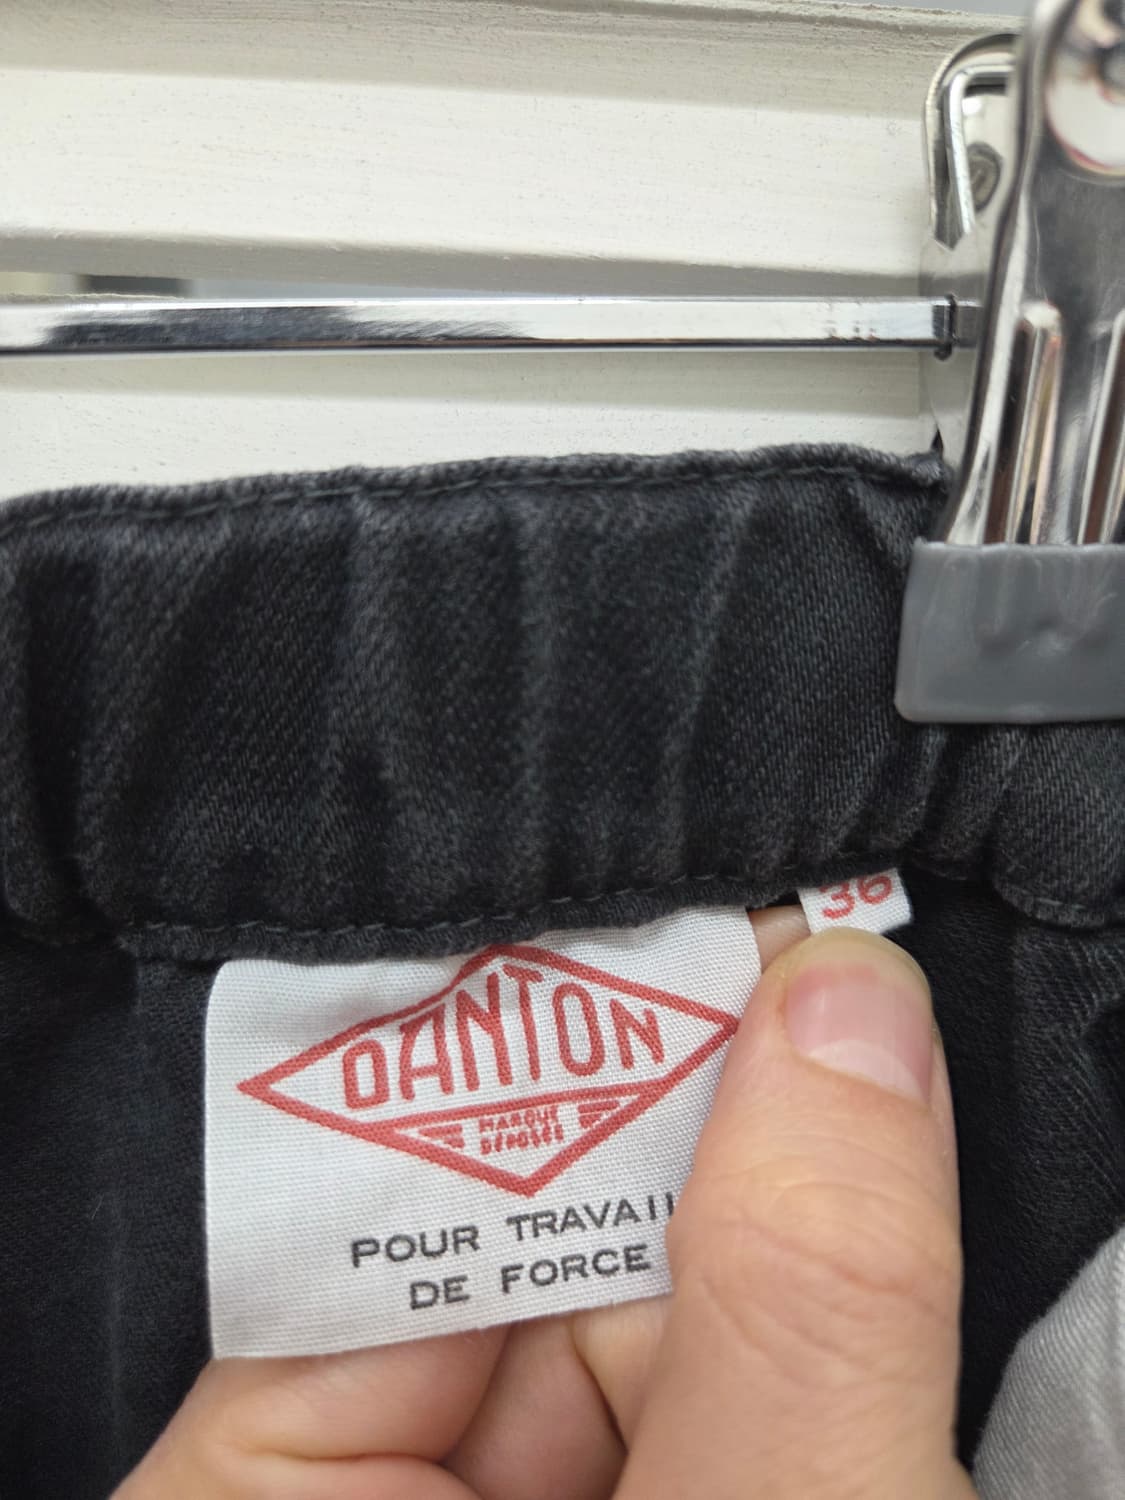 36
DANTON
MARQUE
DÉPOSÉE
POUR TRAVAIL
DE FORCE